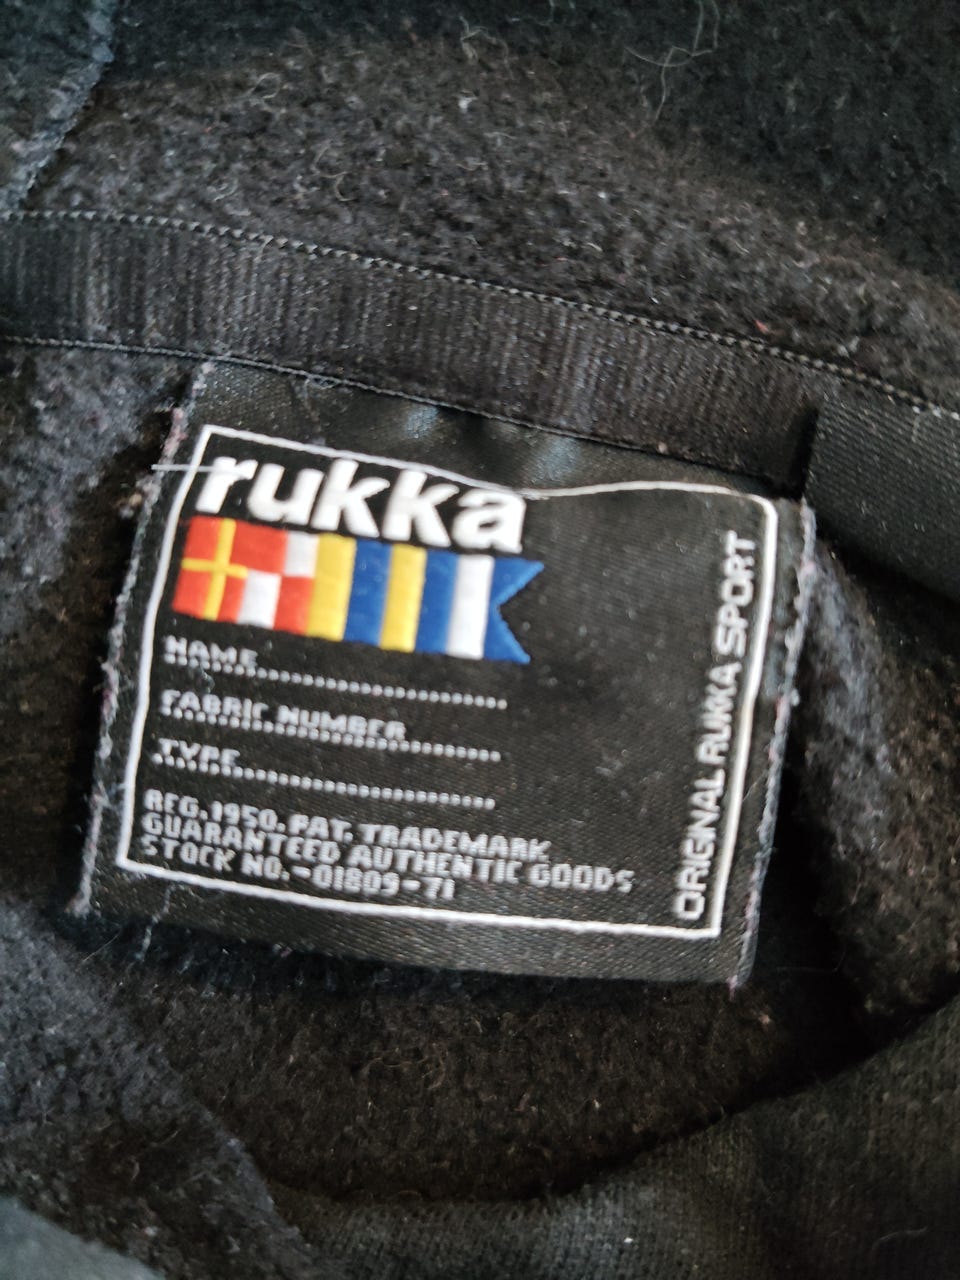 rukka
NAME
FABRIC NUMBER
TYPE
REG. 1950. PAT. TRADEMARK
GUARANTEED AUTHENTIC GOODS
STOCK NO.-01809-71
ORIGINAL RUKKA SPORT